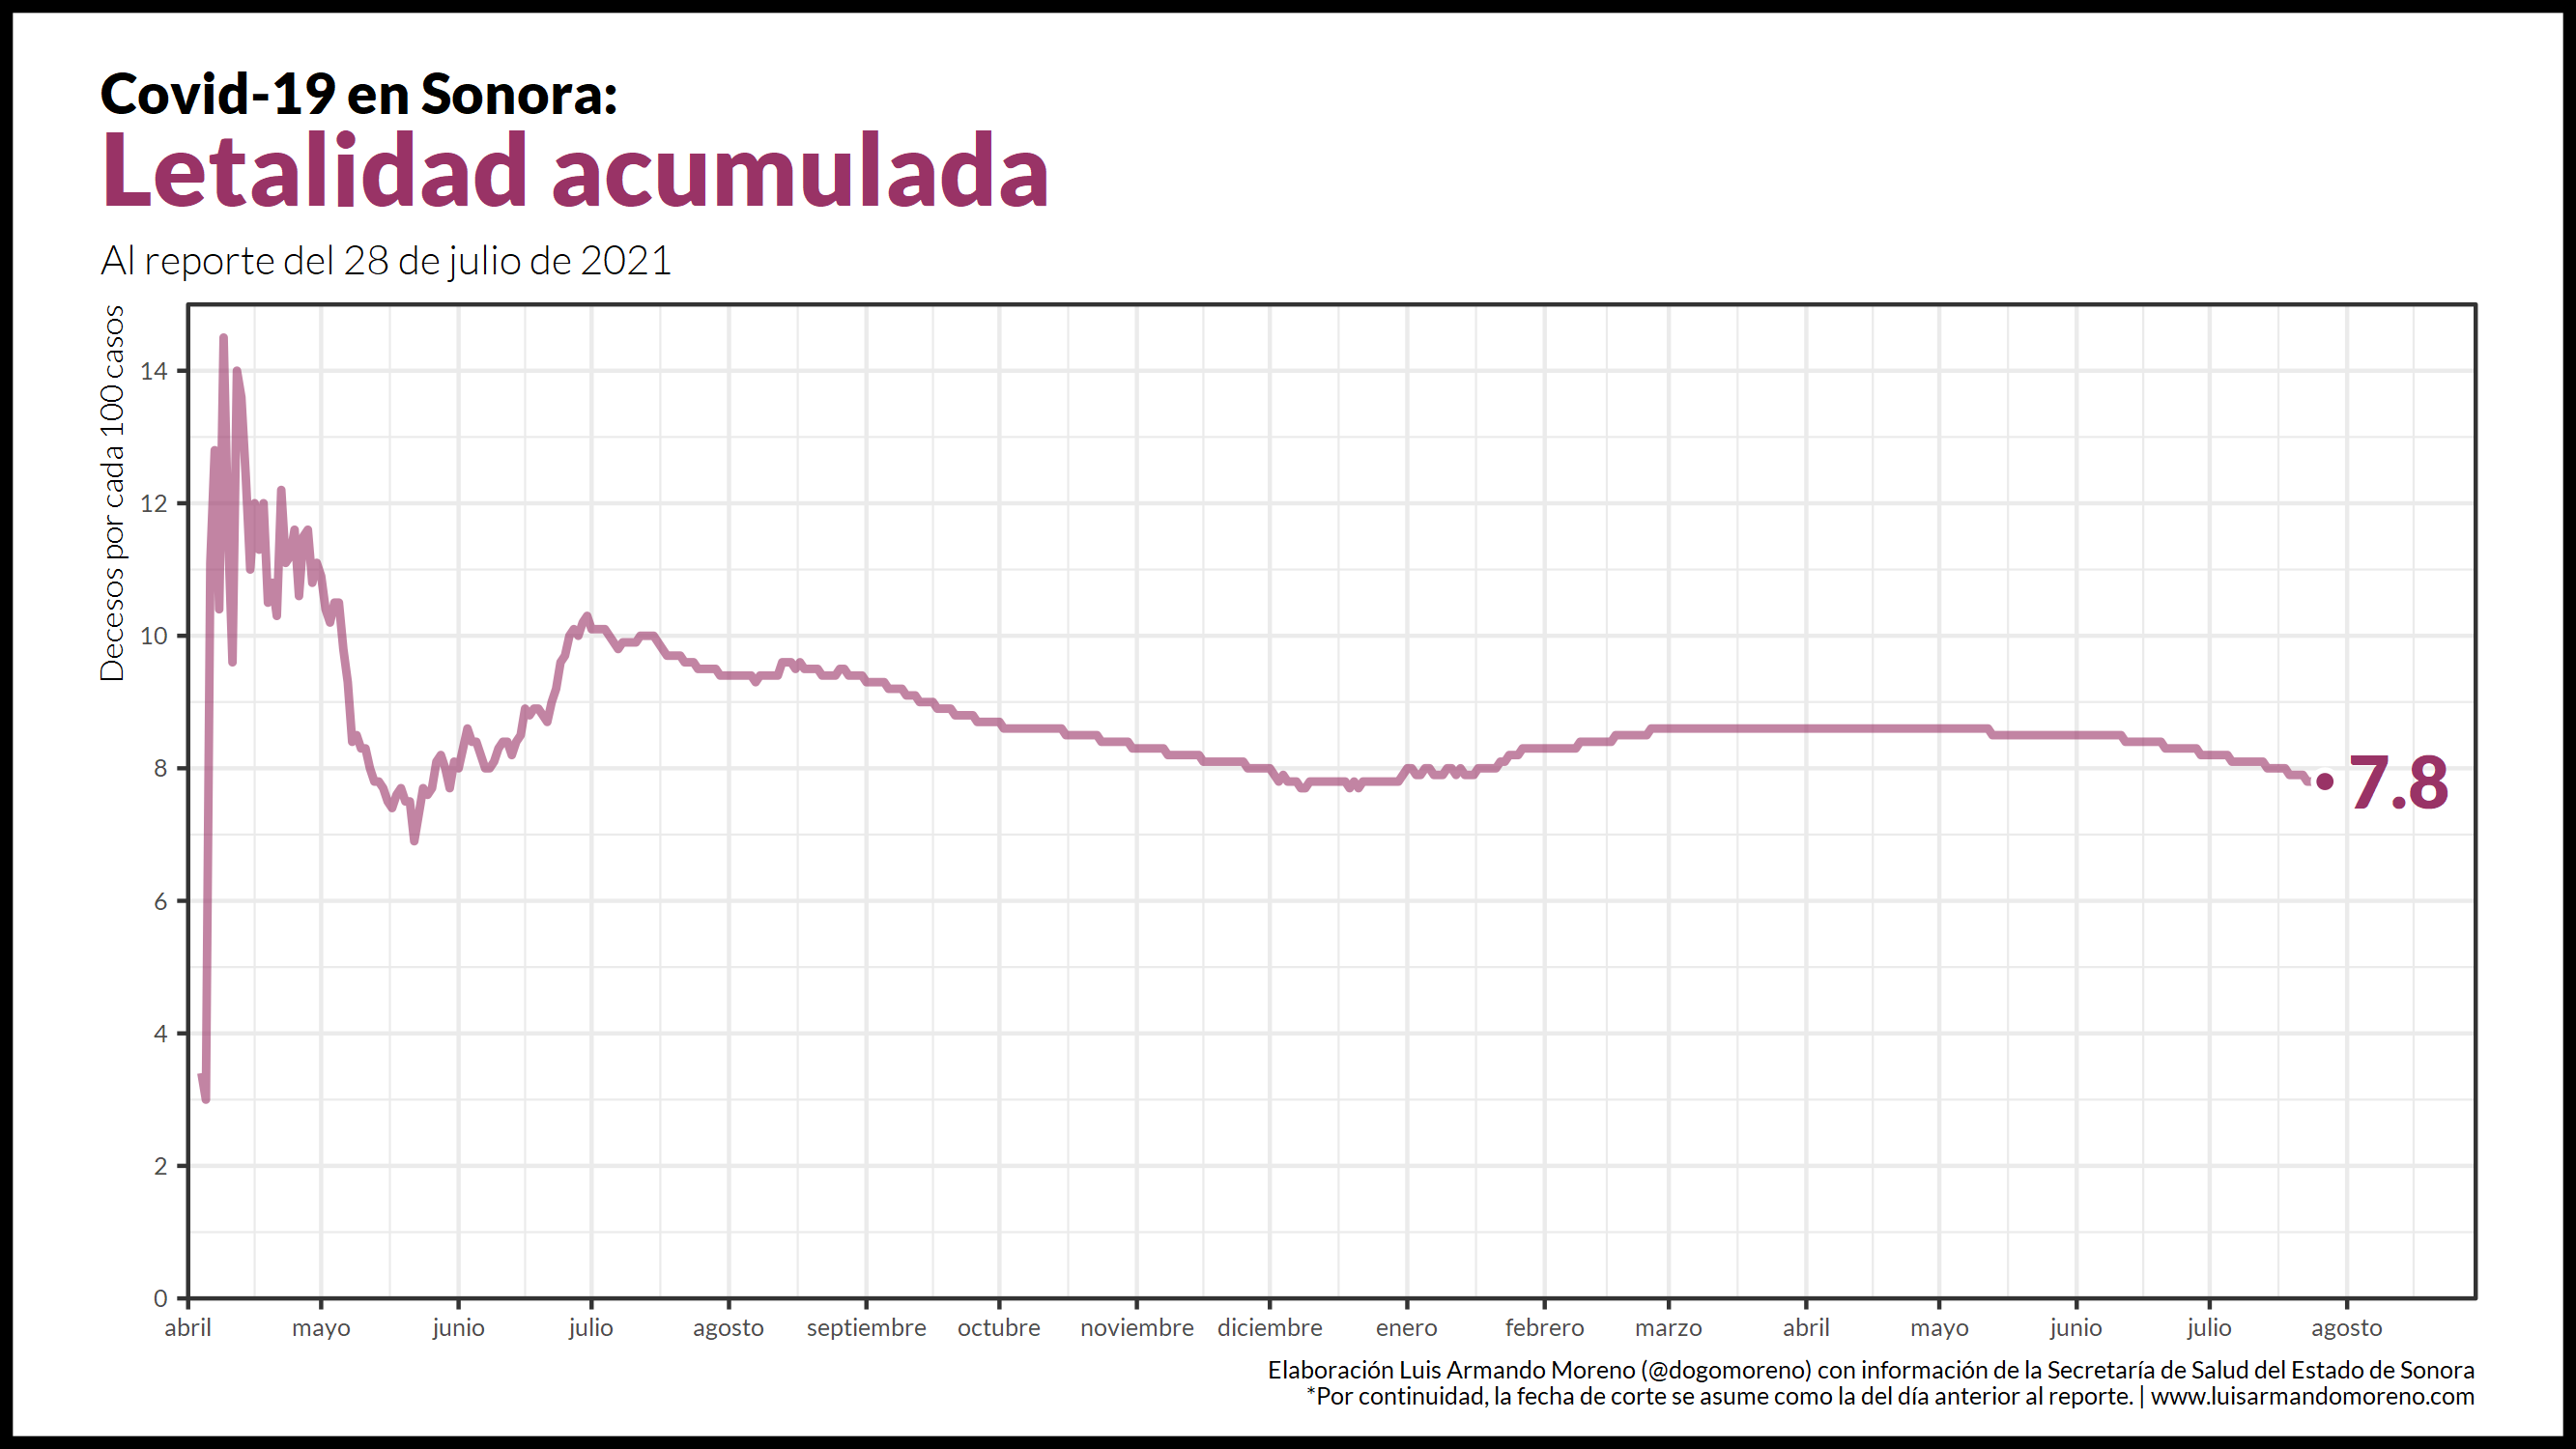 Covid-19 en Sonora:
Letalidad acumulada
Al reporte del 28 de julio de 2021
Decesos por cada 100 casos
14
12
10
8
6
4
2
0
7.8
abril mayo junio julio agosto septiembre octubre noviembre diciembre enero febrero marzo abril mayo junio julio agosto
Elaboración Luis Armando Moreno (@dogomoreno) con información de la Secretaría de Salud del Estado de Sonora
*Por continuidad, la fecha de corte se asume como la del día anterior al reporte. | www.luisarmandomoreno.com